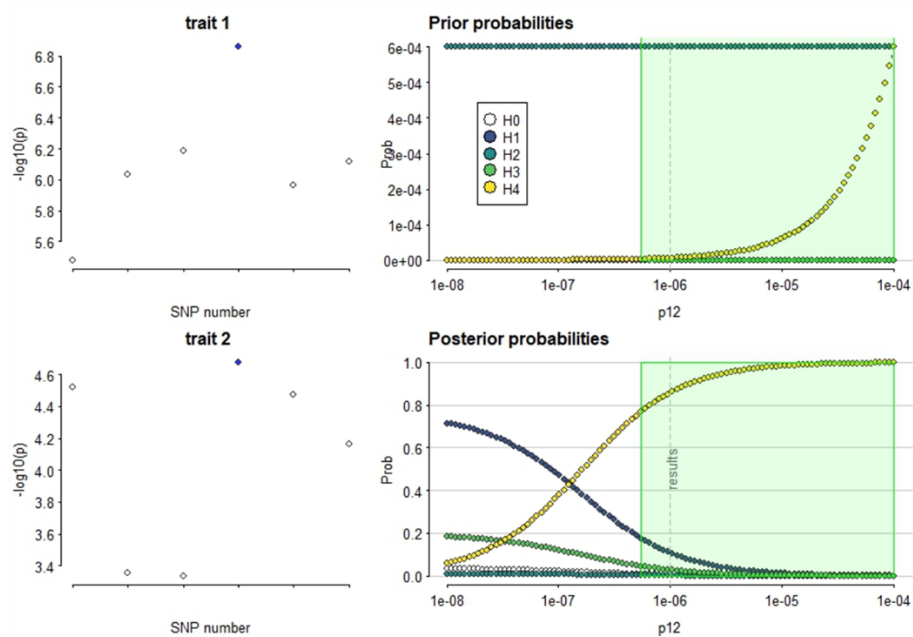 trait 1
6.8
6.6
6.4
6.2
6.0
5.8
5.6
-log10(p)
SNP number
Prior probabilities
6e-04
5e-04
4e-04
3e-04
2e-04
1e-04
0e+00
Prob
H0
H1
H2
H3
H4
1e-08 1e-07 1e-06 1e-05 1e-04
p12
trait 2
4.6
4.4
4.2
4.0
3.8
3.6
3.4
-log10(p)
SNP number
Posterior probabilities
1.0
0.8
0.6
0.4
0.2
0.0
Prob
results
1e-08 1e-07 1e-06 1e-05 1e-04
p12